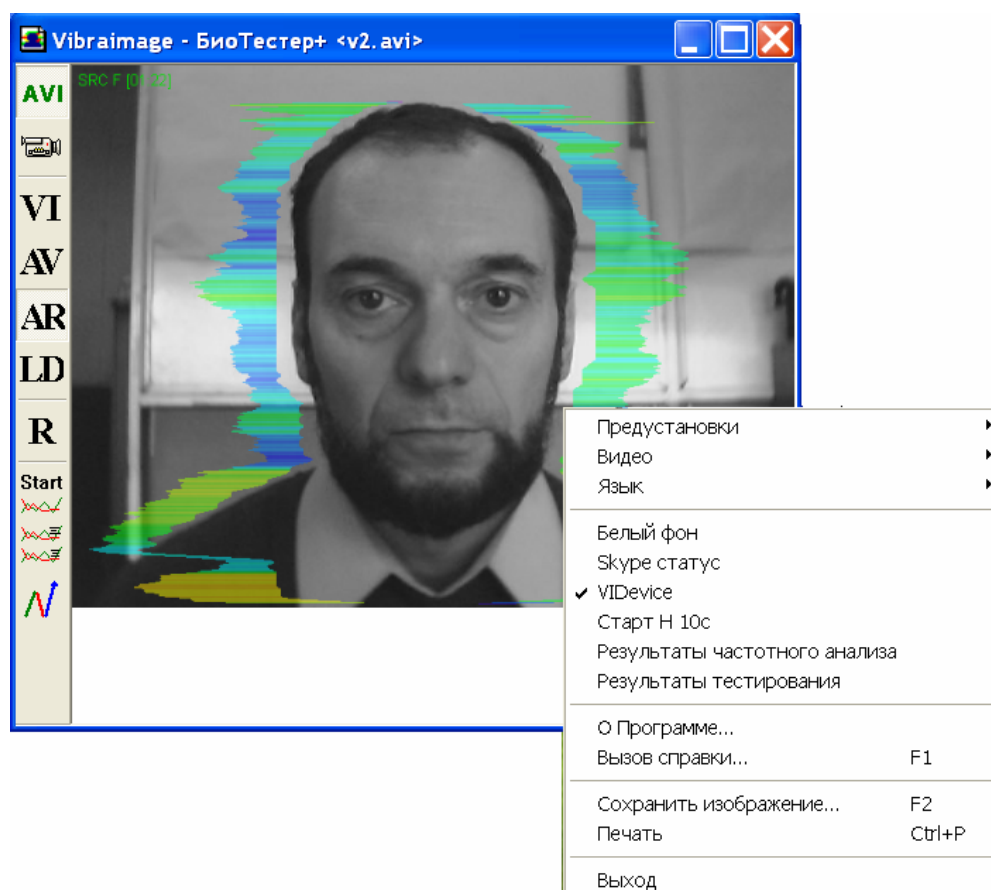 Vibraimage - БиоТестер+ <v2.avi>
AVI
VI
AV
AR
LD
R
Start
Предустановки
Видео
Язык
Белый фон
Skype статус
VIDevice
Старт H 10с
Результаты частотного анализа
Результаты тестирования
О Программе...
Вызов справки... F1
Сохранить изображение... F2
Печать Ctrl+P
Выход
SRC F